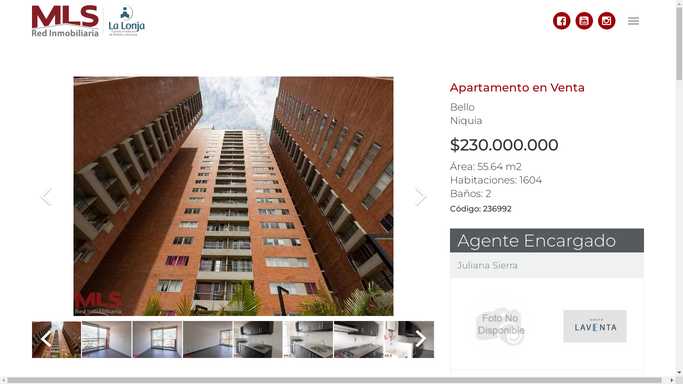 MLS
Red Inmobiliaria
La Lonja
Apartamento en Venta
Bello
Niquia
$230.000.000
Área: 55.64 m2
Habitaciones: 1604
Baños: 2
Código: 236992
Agente Encargado
Juliana Sierra
MLS
Red Inmobiliaria
Foto No
Disponible
LAVENTA